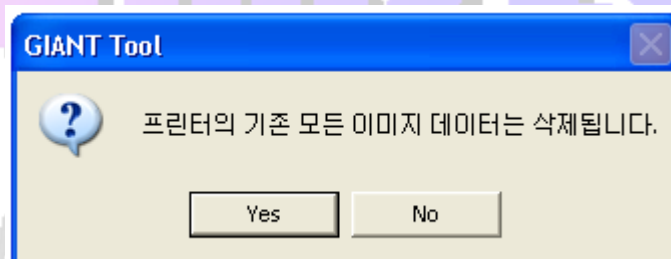 GIANT Tool
프린터의 기존 모든 이미지 데이터는 삭제됩니다.
Yes No